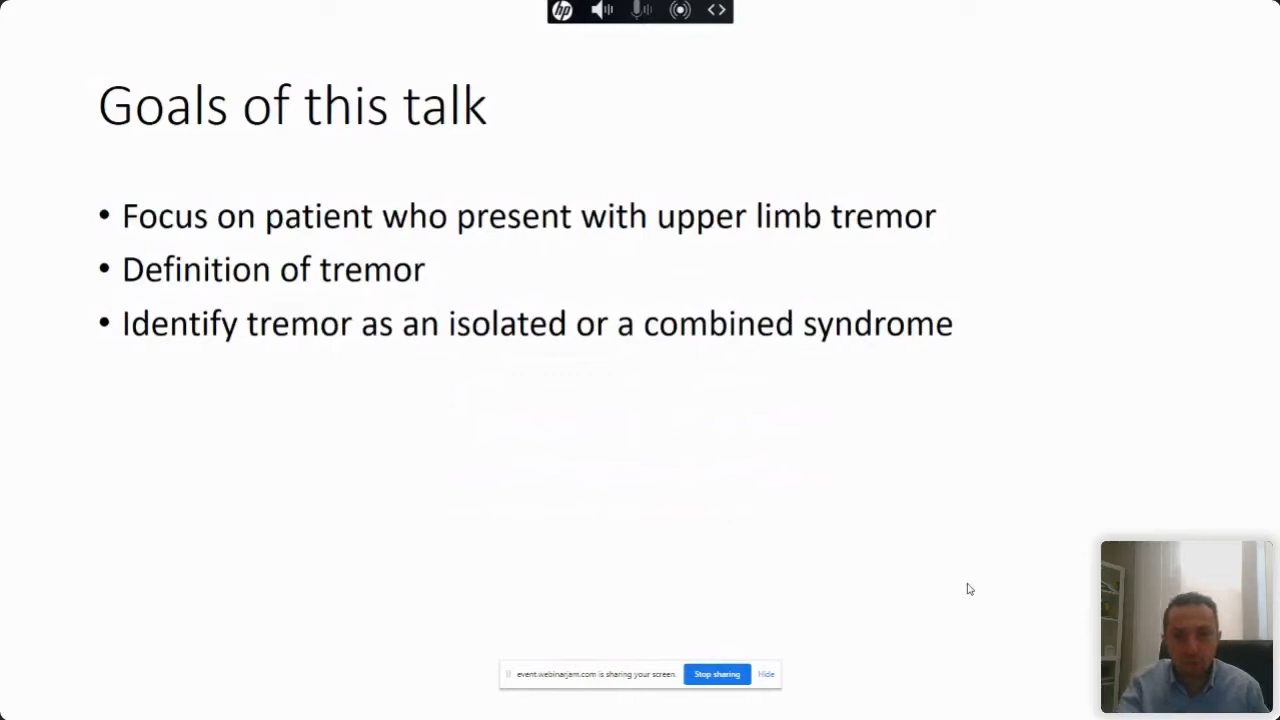 hp
Goals of this talk
• Focus on patient who present with upper limb tremor
• Definition of tremor
• Identify tremor as an isolated or a combined syndrome
event.webinarjam.com is sharing your screen. Stop sharing Hide